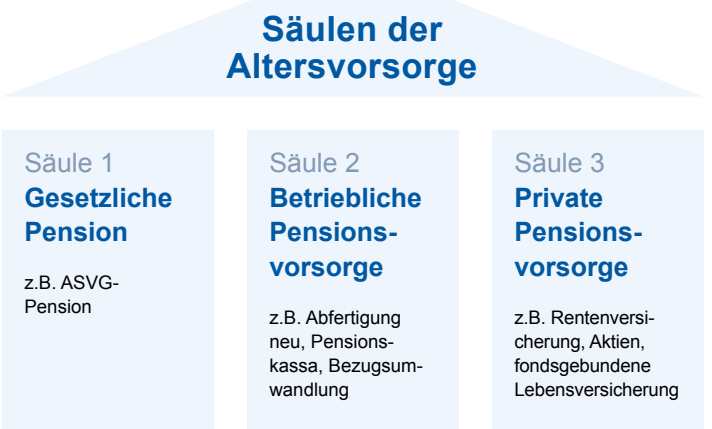 Säulen der
Altersvorsorge
Säule 1
Gesetzliche
Pension
z.B. ASVG-
Pension
Säule 2
Betriebliche
Pensions-
vorsorge
z.B. Abfertigung
neu, Pensions-
kassa, Bezugsum-
wandlung
Säule 3
Private
Pensions-
vorsorge
z.B. Rentenversi-
cherung, Aktien,
fondsgebundene
Lebensversicherung